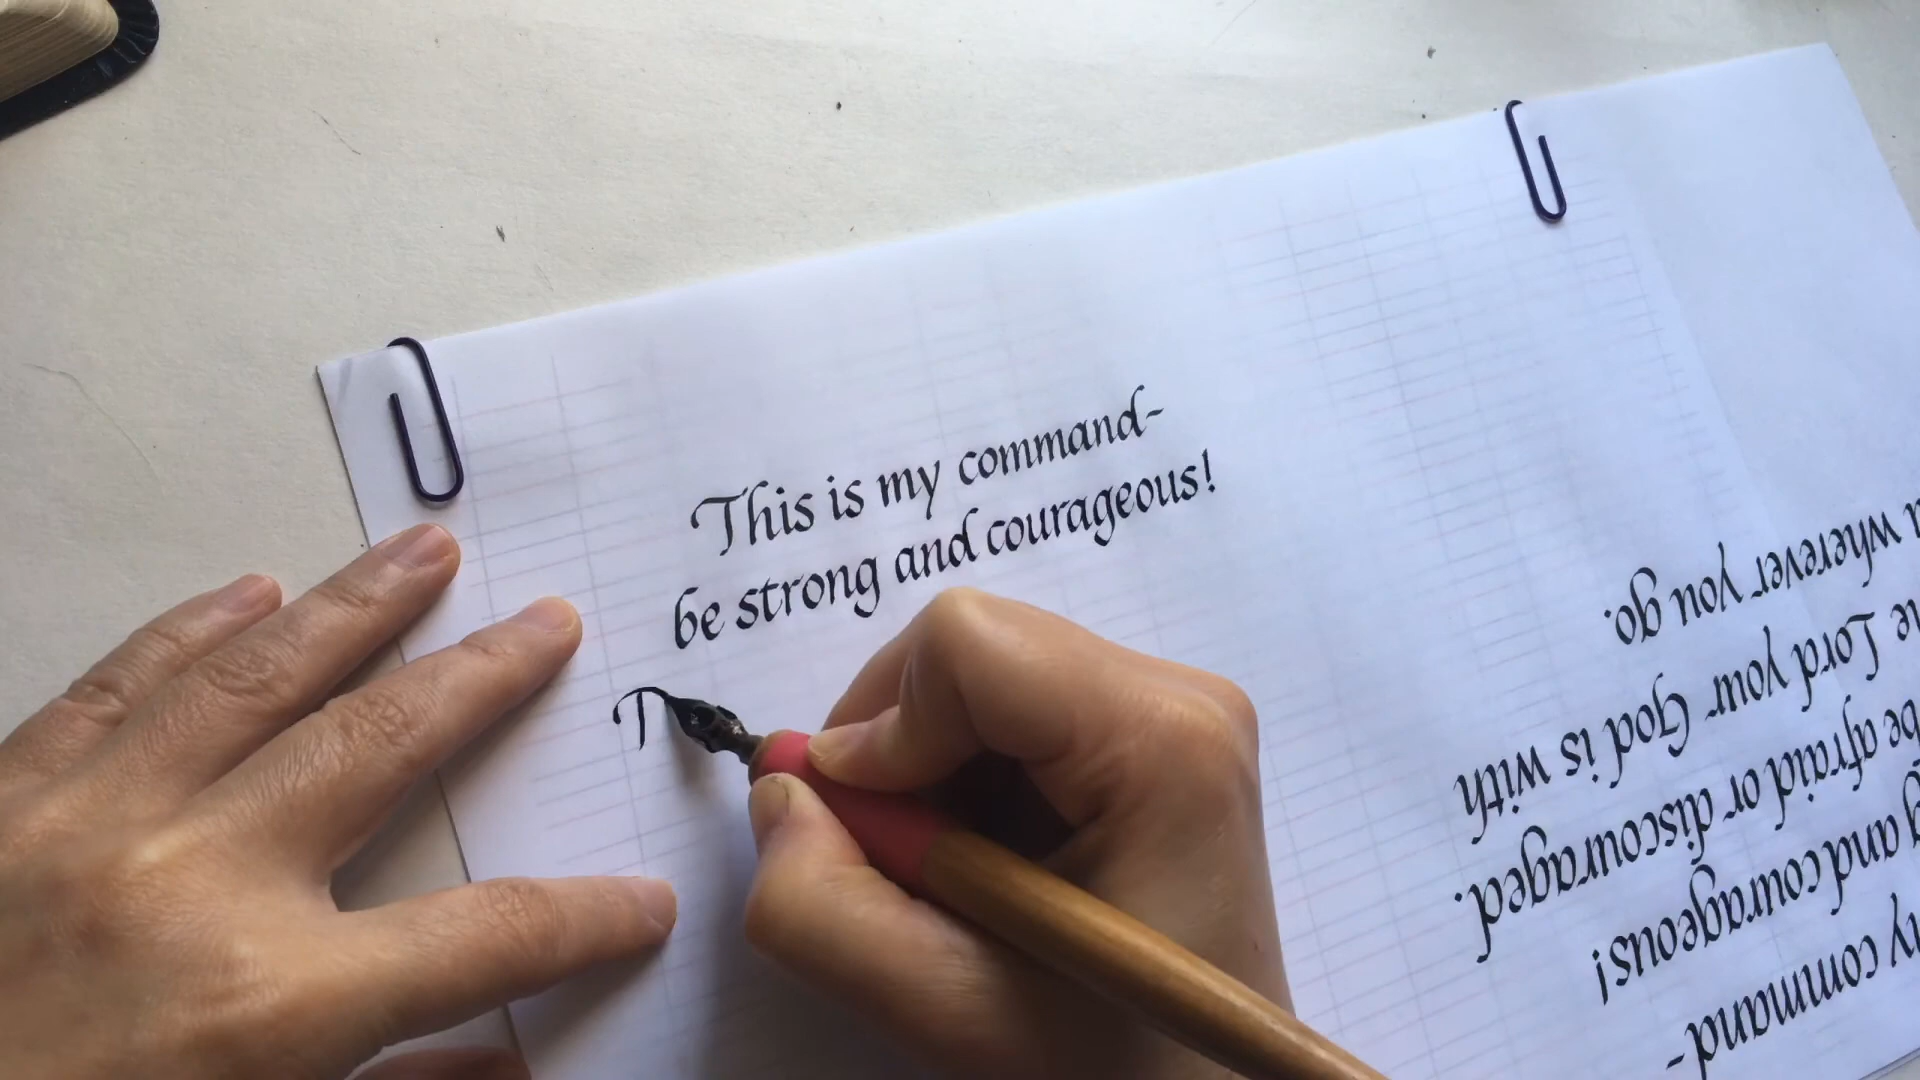 This is my command-
be strong and courageous!
T
command-
and courageous!
be afraid or discouraged.
Lord your God is with
wherever you go.